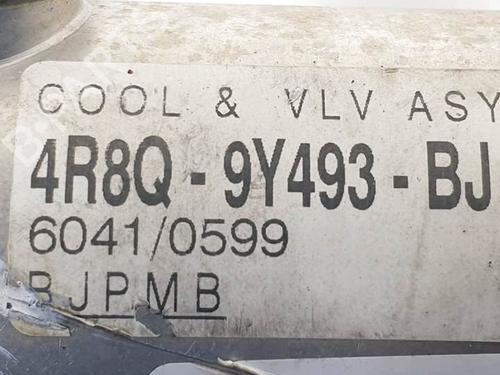 COOL & VLV ASY
4R8Q-9Y493-BJ
6041/0599
BJPMB